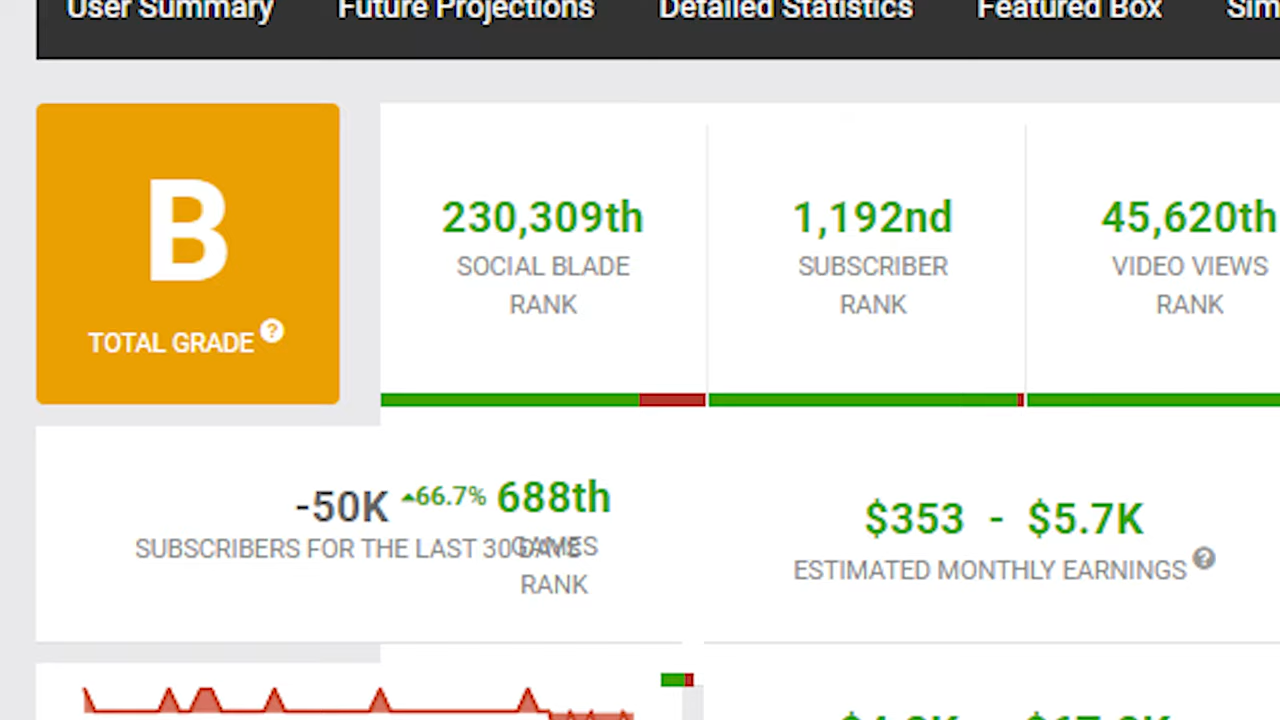 User Summary Future Projections Detailed Statistics Featured Box Sim
B
TOTAL GRADE ?
230,309th
SOCIAL BLADE
RANK
1,192nd
SUBSCRIBER
RANK
45,620th
VIDEO VIEWS
RANK
-50K 66.7%
SUBSCRIBERS FOR THE LAST 30 DAYS
688th
GAMES
RANK
$353 - $5.7K
ESTIMATED MONTHLY EARNINGS ?